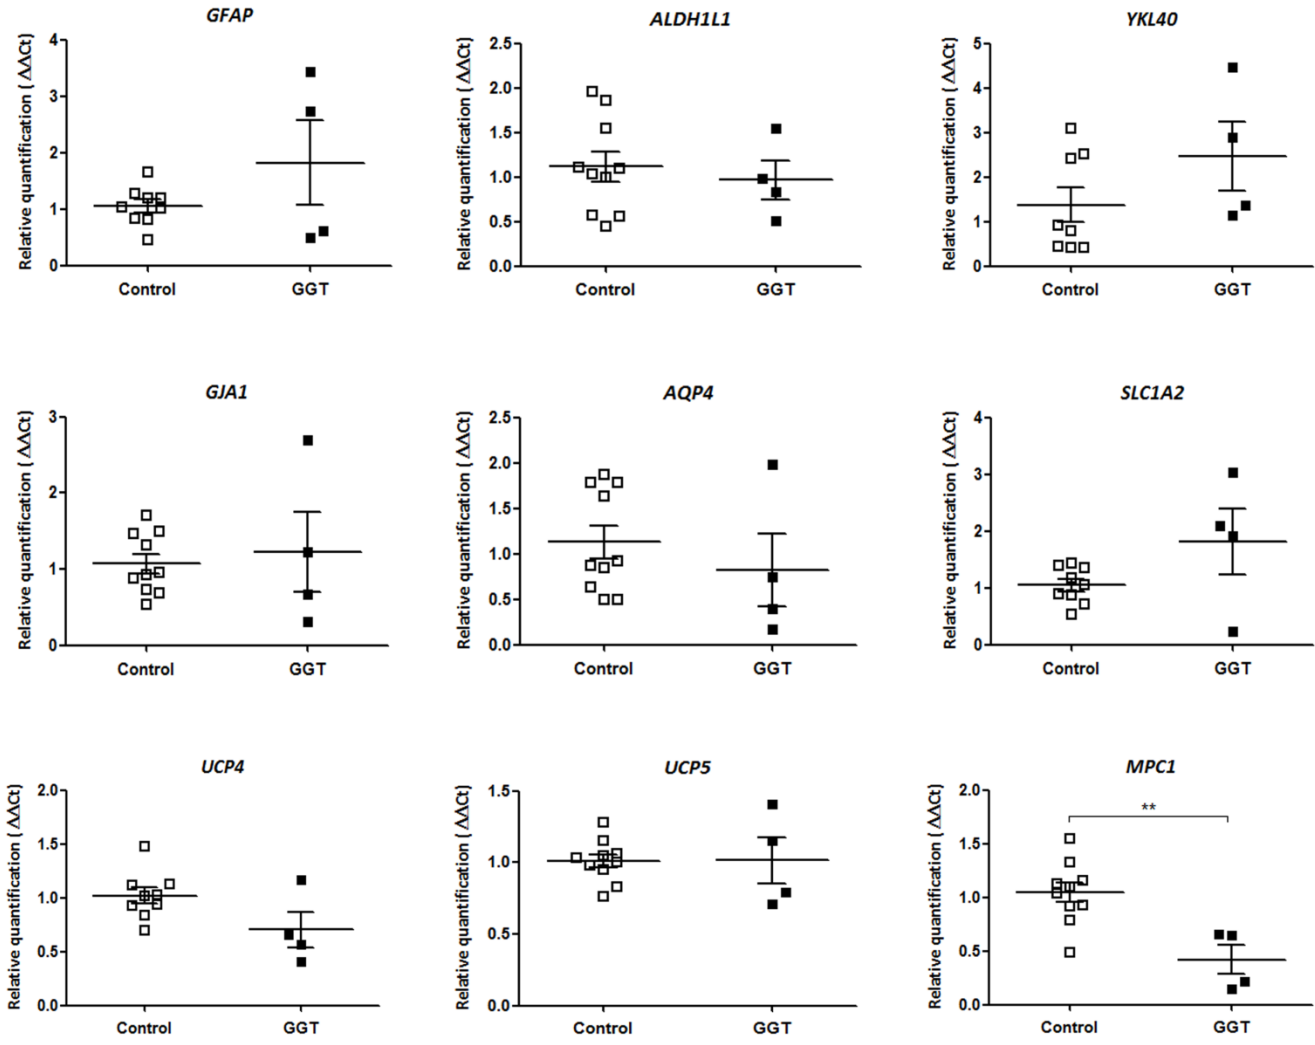 GFAP
Relative quantification ( ΔΔCt)
4
3
2
1
0
Control GGT
ALDH1L1
Relative quantification ( ΔΔCt)
2.5
2.0
1.5
1.0
0.5
0.0
Control GGT
YKL40
Relative quantification ( ΔΔCt)
5
4
3
2
1
0
Control GGT
GJA1
Relative quantification ( ΔΔCt)
3
2
1
0
Control GGT
AQP4
Relative quantification ( ΔΔCt)
2.5
2.0
1.5
1.0
0.5
0.0
Control GGT
SLC1A2
Relative quantification ( ΔΔCt)
4
3
2
1
0
Control GGT
UCP4
Relative quantification ( ΔΔCt)
2.0
1.5
1.0
0.5
0.0
Control GGT
UCP5
Relative quantification ( ΔΔCt)
1.5
1.0
0.5
0.0
Control GGT
MPC1
Relative quantification ( ΔΔCt)
2.0
1.5
1.0
0.5
0.0
**
Control GGT